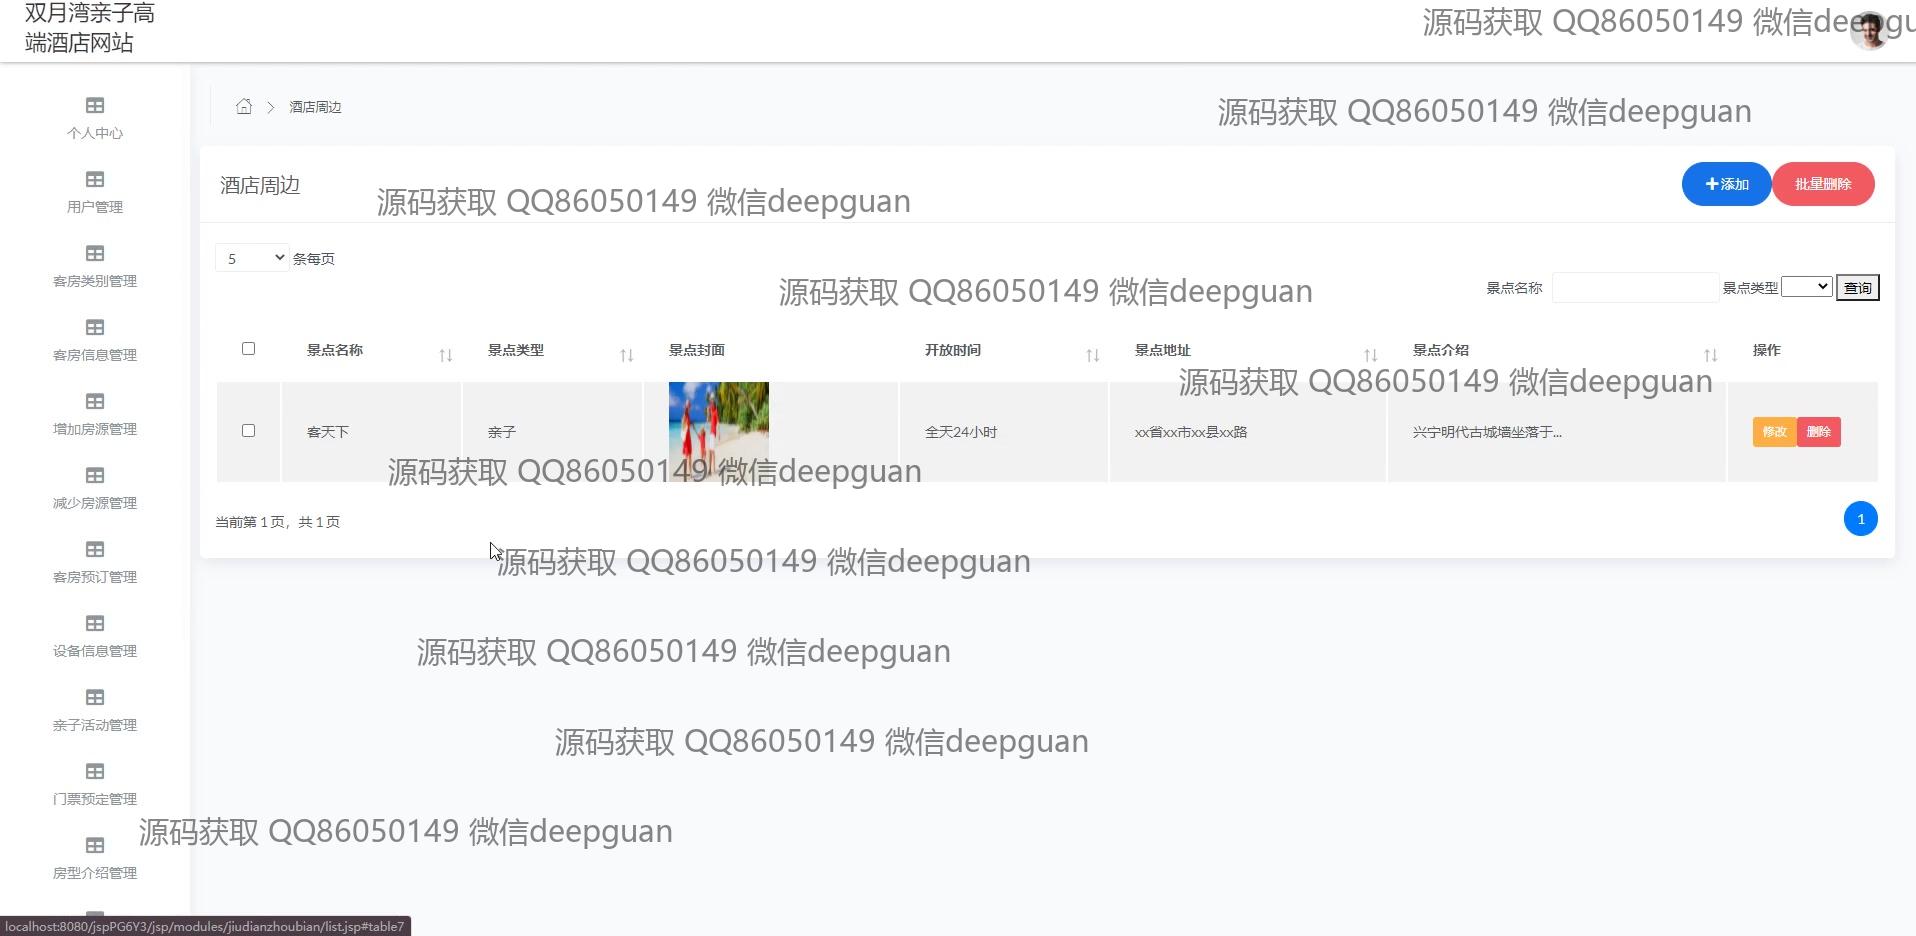 双月湾亲子高
端酒店网站
源码获取 QQ86050149 微信deepgu
个人中心
用户管理
客房类别管理
客房信息管理
增加房源管理
减少房源管理
客房预订管理
设备信息管理
亲子活动管理
门票预定管理
房型介绍管理
酒店周边
源码获取 QQ86050149 微信deepguan
酒店周边
源码获取 QQ86050149 微信deepguan
添加 批量删除
5 条每页
源码获取 QQ86050149 微信deepguan
景点名称 景点类型 查询
景点名称 景点类型 景点封面 开放时间 景点地址 景点介绍 操作
源码获取 QQ86050149 微信deepguan
客天下 亲子 全天24小时 xx省xx市xx县xx路 兴宁明代古城墙坐落于... 修改 删除
源码获取 QQ86050149 微信deepguan
当前第 1 页，共 1 页 1
源码获取 QQ86050149 微信deepguan
源码获取 QQ86050149 微信deepguan
源码获取 QQ86050149 微信deepguan
源码获取 QQ86050149 微信deepguan
localhost:8080/jspPG6Y3/jsp/modules/jiudianzhoubian/list.jsp#table7